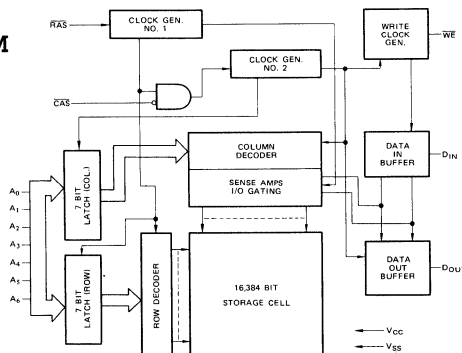 M
RAS
CLOCK GEN.
NO. 1
WRITE
CLOCK
GEN.
WE
CLOCK GEN.
NO. 2
CAS
COLUMN
DECODER
DATA
IN
BUFFER
DIN
SENSE AMPS
I/O GATING
7 BIT
LATCH (COL.)
A0
A1
A2
A3
A4
A5
A6
7 BIT
LATCH (ROW)
ROW DECODER
16,384 BIT
STORAGE CELL
DATA
OUT
BUFFER
DOU
VCC
VSS